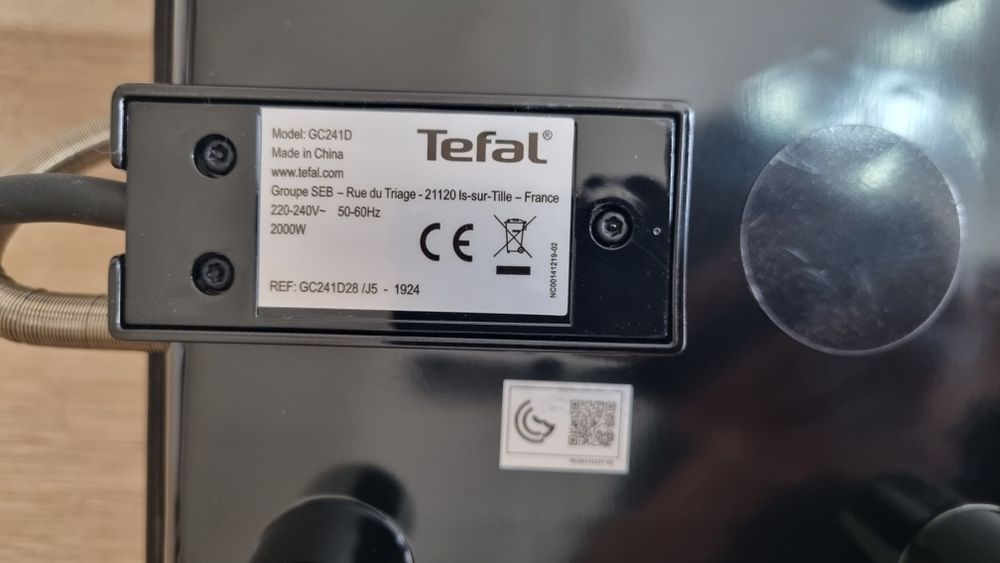 Model: GC241D
Tefal®
Made in China
www.tefal.com
Groupe SEB – Rue du Triage - 21120 Is-sur-Tille – France
220-240V~ 50-60Hz
2000W
CE
NC00141219-02
REF: GC241D28 /J5 - 1924